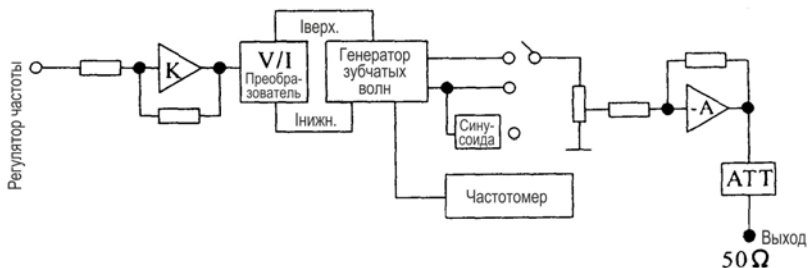 Регулятор частоты
K
V/I
Преобра-
зователь
Iверх.
Iнижн.
Генератор
зубчатых
волн
Сину-
соида
Частотомер
-A
ATT
Выход
50Ω